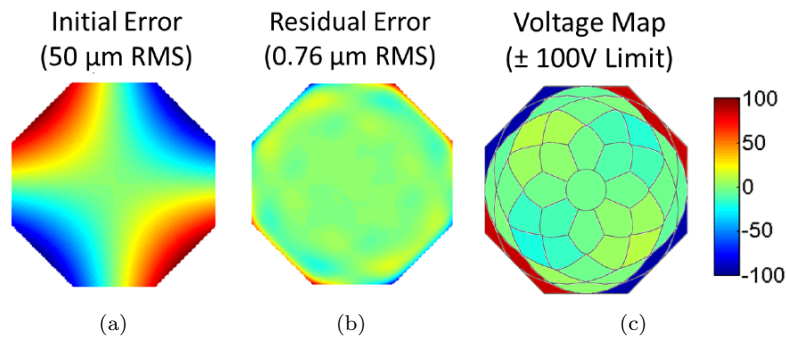 Initial Error
(50 µm RMS)
Residual Error
(0.76 µm RMS)
Voltage Map
(± 100V Limit)
100
50
0
-50
-100
(a)
(b)
(c)